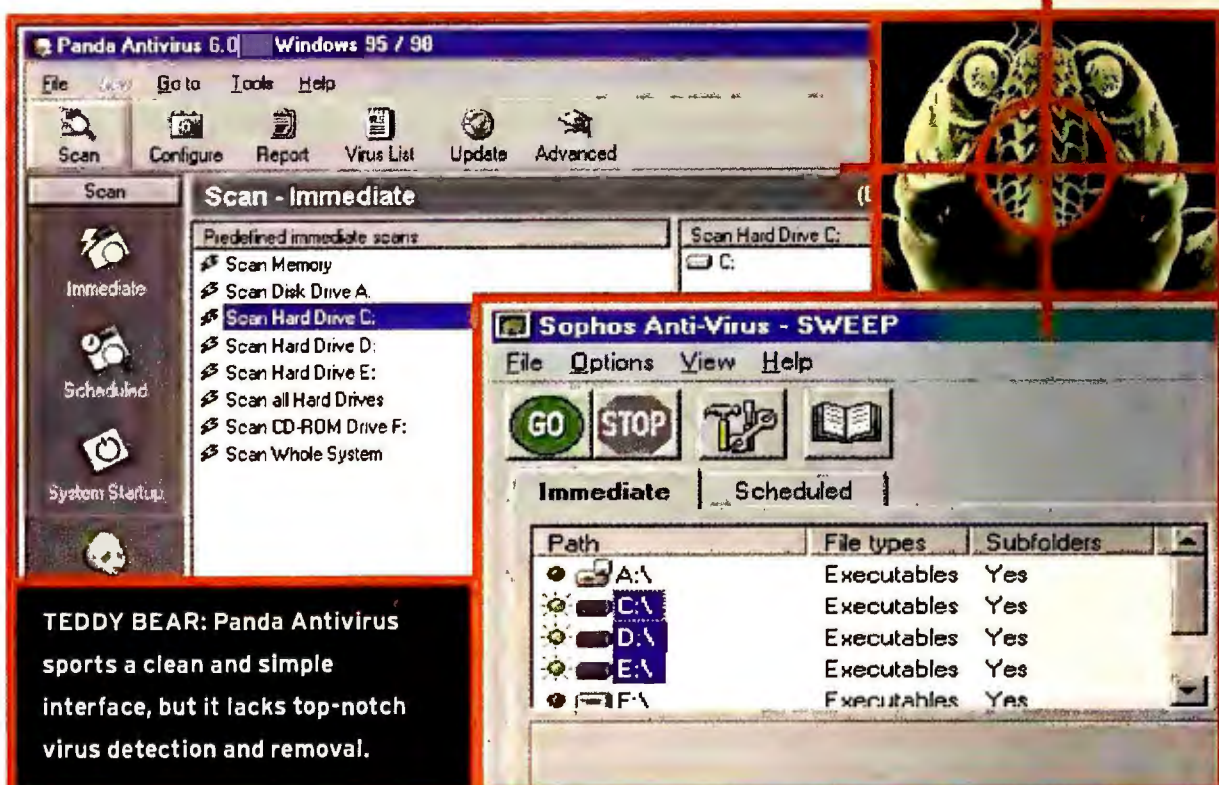 Panda Antivirus 6.0 Windows 95 / 98
File View Go to Tools Help
Scan Configure Report Virus List Update Advanced
Scan
Immediate
Scheduled
System Startup
Scan - Immediate
Predefined immediate scans
Scan Memory
Scan Disk Drive A:
Scan Hard Drive C:
Scan Hard Drive D:
Scan Hard Drive E:
Scan all Hard Drives
Scan CD-ROM Drive F:
Scan Whole System
Scan Hard Drive C:
C:
Sophos Anti-Virus - SWEEP
File Options View Help
GO STOP
Immediate Scheduled
Path File types Subfolders
A:\ Executables Yes
C:\ Executables Yes
D:\ Executables Yes
E:\ Executables Yes
F:\ Executables Yes
TEDDY BEAR: Panda Antivirus
sports a clean and simple
interface, but it lacks top-notch
virus detection and removal.